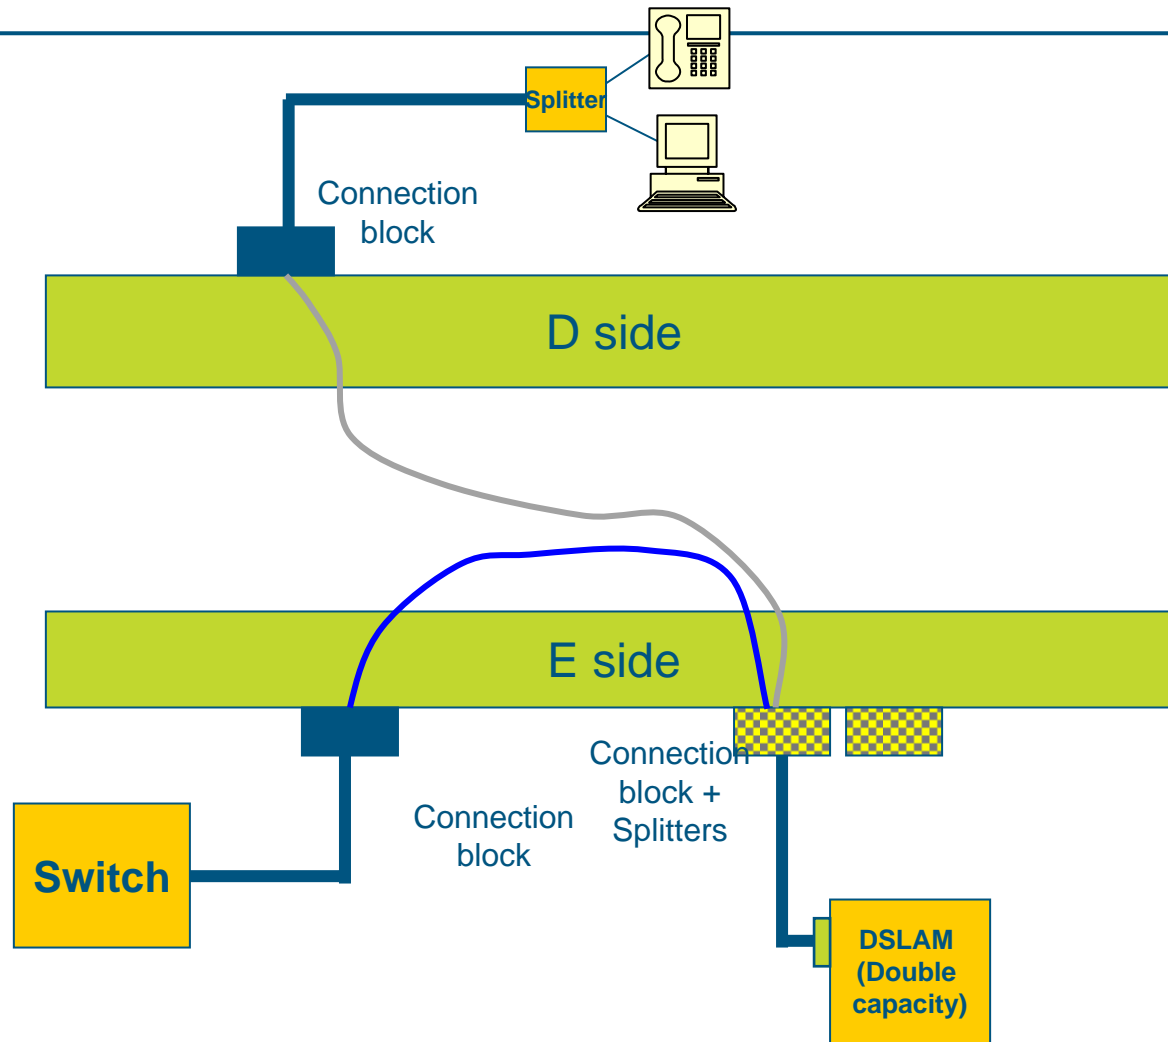 Splitter
Connection
block
D side
E side
Connection
block +
Splitters
Connection
block
Switch
DSLAM
(Double
capacity)